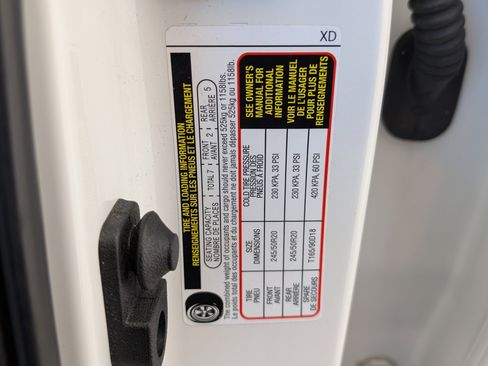 XD
TIRE AND LOADING INFORMATION
RENSEIGNEMENTS SUR LES PNEUS ET LE CHARGEMENT
SEATING CAPACITY TOTAL 7 FRONT 2 REAR 5
NOMBRE DE PLACES AVANT ARRIÈRE
The combined weight of occupants and cargo should never exceed 525kg or 1158lbs.
Le poids total des occupants et du chargement ne doit jamais dépasser 525kg ou 1158lb.
TIRE SIZE COLD TIRE PRESSURE
PNEU DIMENSIONS PRESSION DES PNEUS A FROID
FRONT AVANT 245/50R20 230 KPA, 33 PSI
REAR ARRIÈRE 245/50R20 230 KPA, 33 PSI
SPARE DE SECOURS T165/90D18 420 KPA, 60 PSI
SEE OWNER'S
MANUAL FOR
ADDITIONAL
INFORMATION
VOIR LE MANUEL
DE L'USAGER
POUR PLUS DE
RENSEIGNEMENTS